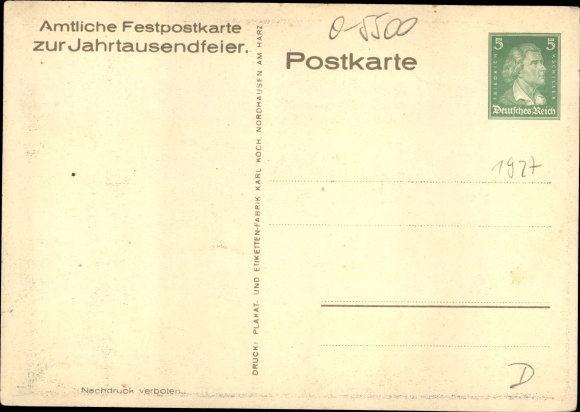 Amtliche Festpostkarte
zur Jahrtausendfeier.
DRUCK: PLAKAT- UND ETIKETTEN-FABRIK KARL KOCH, NORDHAUSEN AM HARZ
Nachdruck verboten.
0-5500
Postkarte
5 5
FRIEDRICH
SCHILLER
Deutsches Reich
1927
D